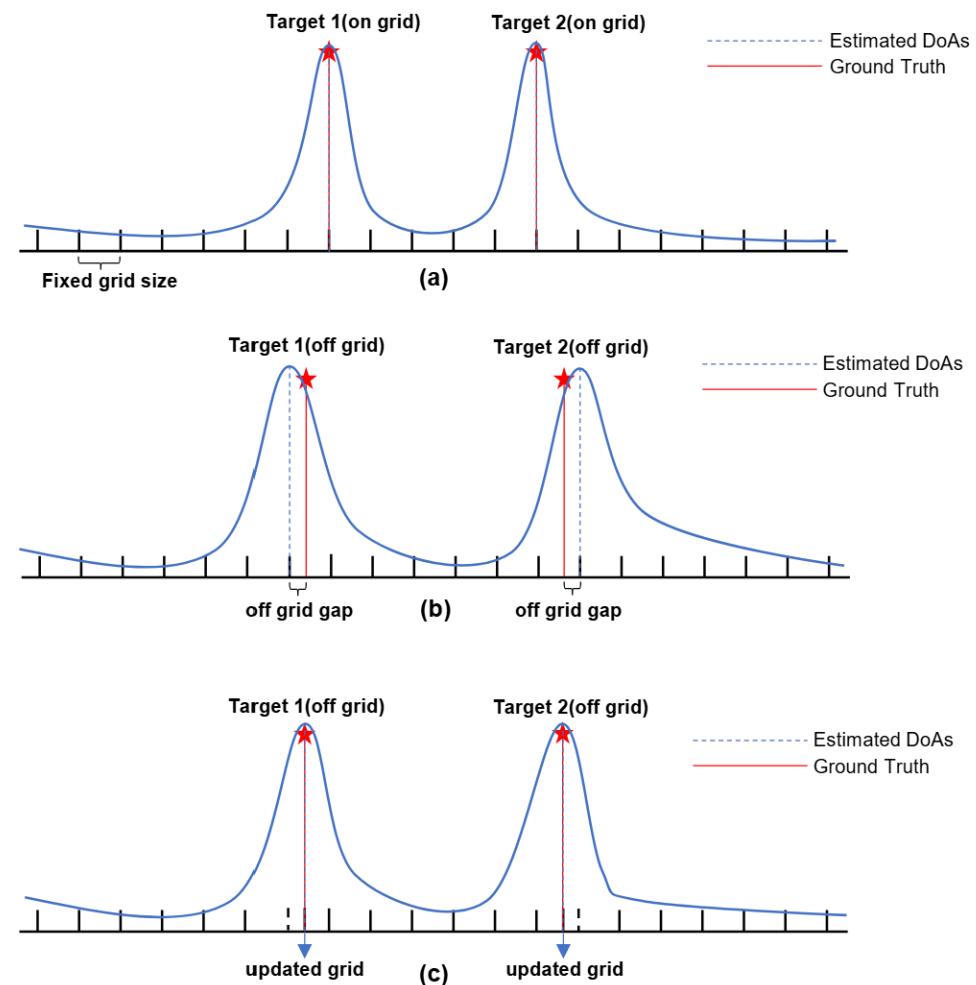 Target 1(on grid)
Target 2(on grid)
Estimated DoAs
Ground Truth
Fixed grid size
(a)
Target 1(off grid)
Target 2(off grid)
Estimated DoAs
Ground Truth
off grid gap
(b)
off grid gap
Target 1(off grid)
Target 2(off grid)
Estimated DoAs
Ground Truth
updated grid
(c)
updated grid